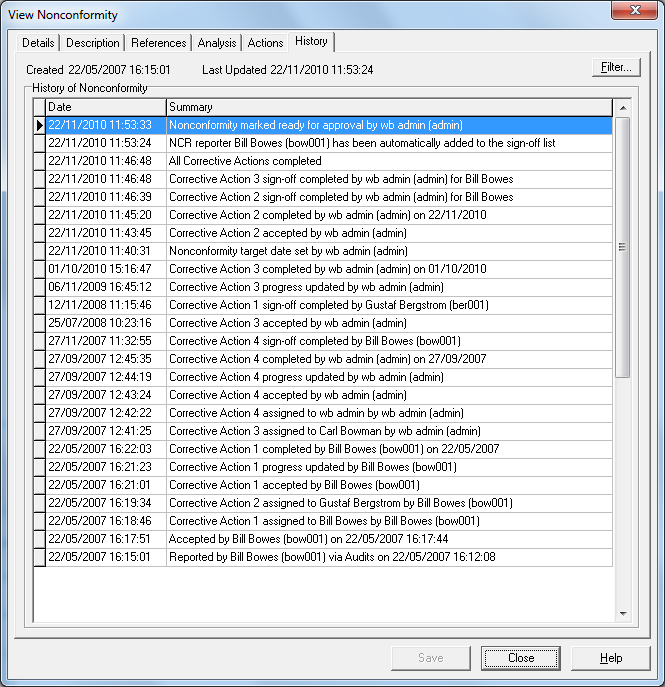 View Nonconformity
Details Description References Analysis Actions History
Created 22/05/2007 16:15:01 Last Updated 22/11/2010 11:53:24 Filter...
History of Nonconformity
Date Summary
22/11/2010 11:53:33 Nonconformity marked ready for approval by wb admin (admin)
22/11/2010 11:53:24 NCR reporter Bill Bowes (bow001) has been automatically added to the sign-off list
22/11/2010 11:46:48 All Corrective Actions completed
22/11/2010 11:46:48 Corrective Action 3 sign-off completed by wb admin (admin) for Bill Bowes
22/11/2010 11:46:39 Corrective Action 2 sign-off completed by wb admin (admin) for Bill Bowes
22/11/2010 11:45:20 Corrective Action 2 completed by wb admin (admin) on 22/11/2010
22/11/2010 11:43:45 Corrective Action 2 accepted by wb admin (admin)
22/11/2010 11:40:31 Nonconformity target date set by wb admin (admin)
01/10/2010 15:16:47 Corrective Action 3 completed by wb admin (admin) on 01/10/2010
06/11/2009 16:45:12 Corrective Action 3 progress updated by wb admin (admin)
12/11/2008 11:15:46 Corrective Action 1 sign-off completed by Gustaf Bergstrom (ber001)
25/07/2008 10:23:16 Corrective Action 3 accepted by wb admin (admin)
27/11/2007 11:32:55 Corrective Action 4 sign-off completed by Bill Bowes (bow001)
27/09/2007 12:45:35 Corrective Action 4 completed by wb admin (admin) on 27/09/2007
27/09/2007 12:44:19 Corrective Action 4 progress updated by wb admin (admin)
27/09/2007 12:43:24 Corrective Action 4 accepted by wb admin (admin)
27/09/2007 12:42:22 Corrective Action 4 assigned to wb admin by wb admin (admin)
27/09/2007 12:41:25 Corrective Action 3 assigned to Carl Bowman by wb admin (admin)
22/05/2007 16:22:03 Corrective Action 1 completed by Bill Bowes (bow001) on 22/05/2007
22/05/2007 16:21:23 Corrective Action 1 progress updated by Bill Bowes (bow001)
22/05/2007 16:21:01 Corrective Action 1 accepted by Bill Bowes (bow001)
22/05/2007 16:19:34 Corrective Action 2 assigned to Gustaf Bergstrom by Bill Bowes (bow001)
22/05/2007 16:18:46 Corrective Action 1 assigned to Bill Bowes by Bill Bowes (bow001)
22/05/2007 16:17:51 Accepted by Bill Bowes (bow001) on 22/05/2007 16:17:44
22/05/2007 16:15:01 Reported by Bill Bowes (bow001) via Audits on 22/05/2007 16:12:08
Save Close Help